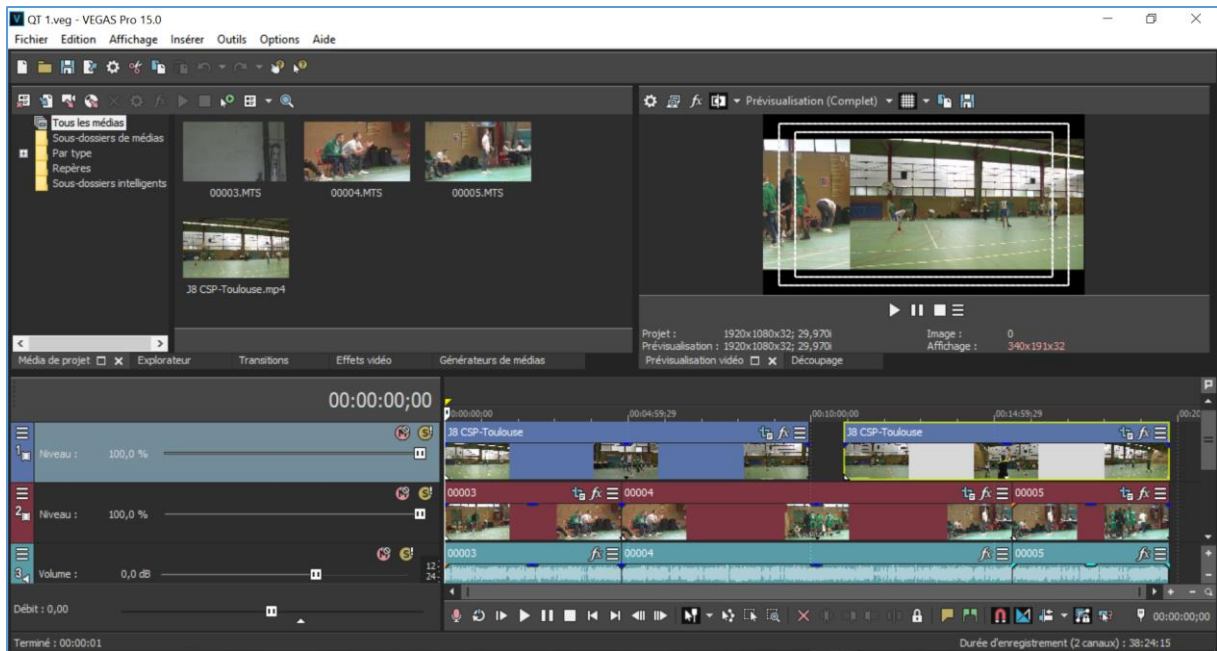 QT 1.veg - VEGAS Pro 15.0
Fichier Edition Affichage Insérer Outils Options Aide
Tous les médias
Sous-dossiers de médias
Par type
Repères
Sous-dossiers intelligents
00003.MTS 00004.MTS 00005.MTS
J8 CSP-Toulouse.mp4
Média de projet Explorateur Transitions Effets vidéo Générateurs de médias
Prévisualisation (Complet)
Projet : 1920x1080x32; 29,970i Image : 0
Prévisualisation : 1920x1080x32; 29,970i Affichage : 340x191x32
Prévisualisation vidéo Découpage
00:00:00;00
00:04:59;29 00:10:00;00 00:14:59;29
1 Niveau : 100,0 %
J8 CSP-Toulouse J8 CSP-Toulouse
2 Niveau : 100,0 %
00003 00004 00005
3 Volume : 0,0 dB 12 24
00003 00004 00005
Débit : 0,00
00:00:00;00
Terminé : 00:00:01 Durée d'enregistrement (2 canaux) : 38:24:15